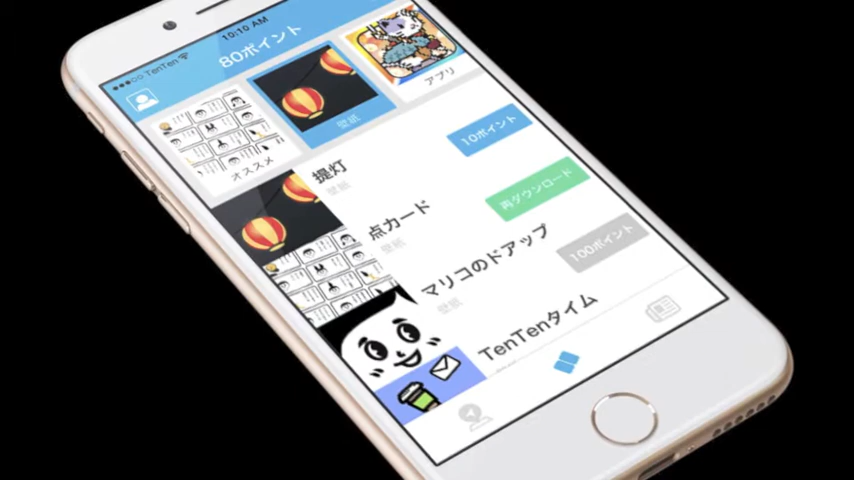 TenTen
10:10 AM
80ポイント
オススメ
壁紙
アプリ
提灯
壁紙
10ポイント
点カード
壁紙
再ダウンロード
マリコのドアップ
壁紙
100ポイント
TenTenタイム